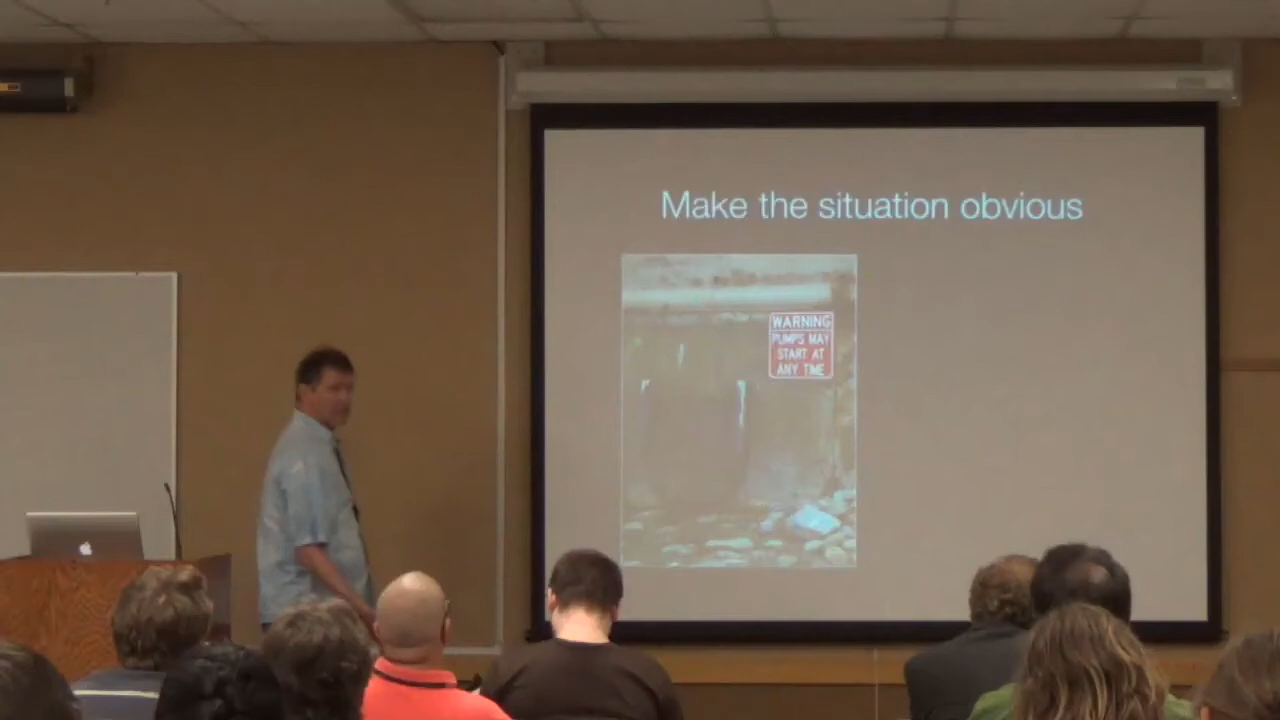 Make the situation obvious
WARNING
PUMPS MAY
START AT
ANY TIME